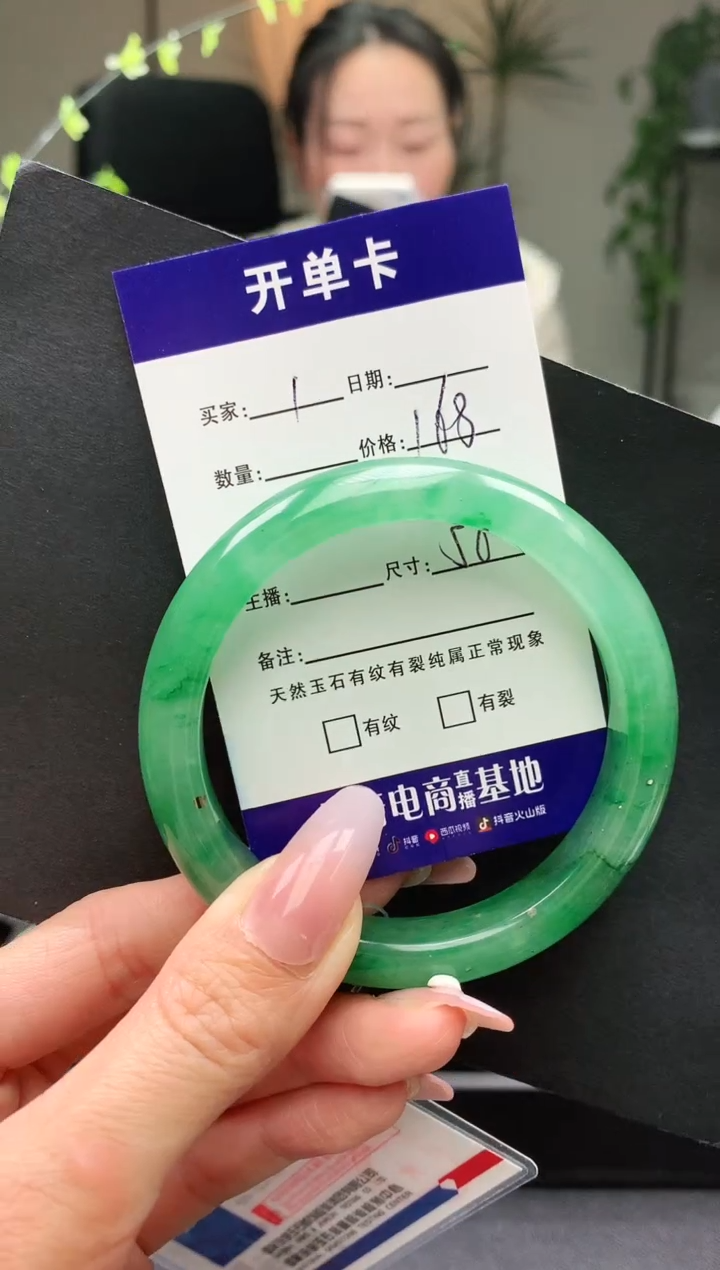 开单卡
买家: 1 日期:
数量: 价格: 168
主播: 尺寸: 50
备注:
天然玉石有纹有裂纯属正常现象
有纹 有裂
电商直播基地
抖音 西瓜视频 抖音火山版
TESTING CENTER